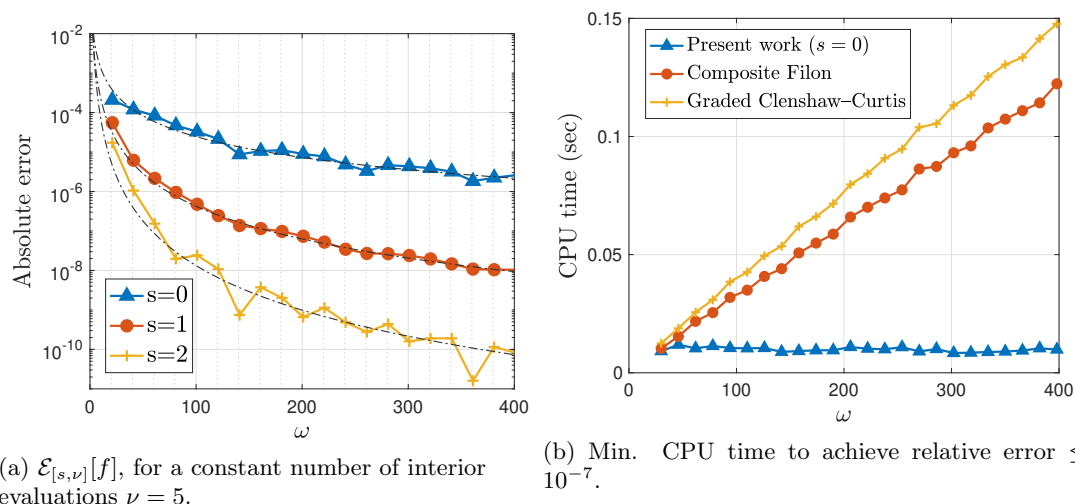 10^{-2}
10^{-4}
10^{-6}
10^{-8}
10^{-10}
Absolute error
s=0
s=1
s=2
0 100 200 300 400
ω
(a) ℰ_{[s,ν]}[f], for a constant number of interior
evaluations ν = 5.
0.15
0.1
0.05
0
CPU time (sec)
Present work (s = 0)
Composite Filon
Graded Clenshaw–Curtis
0 100 200 300 400
ω
(b) Min. CPU time to achieve relative error ≤
10^{-7}.